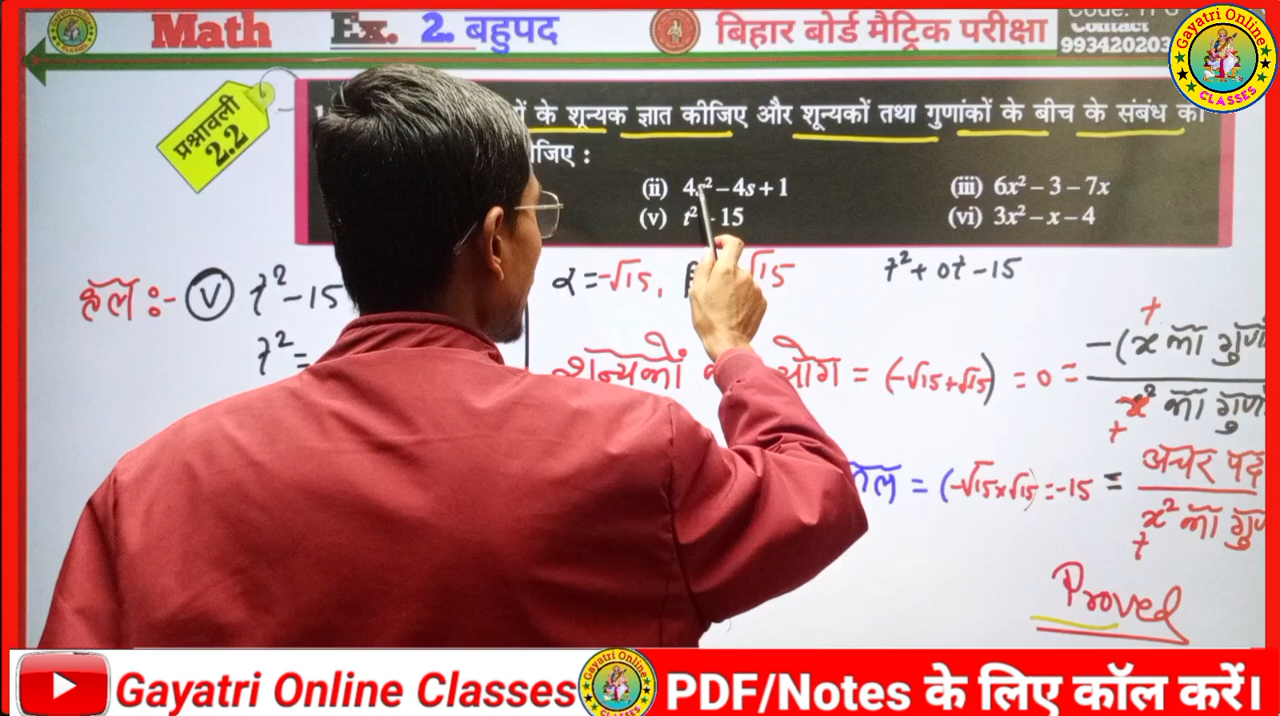 Math Ex. 2. बहुपद बिहार बोर्ड मैट्रिक परीक्षा
Contact
99342020
Gayatri Online
CLASSES
प्रश्नावली
2.2
के शून्यक ज्ञात कीजिए और शून्यकों तथा गुणांकों के बीच के संबंध का
(ii) 4s² – 4s + 1 (iii) 6x² – 3 – 7x
(v) t² - 15 (vi) 3x² – x – 4
हल :- (v) t² - 15 α = -√15, √15 t² + 0t - 15
t² =
शून्यकों योग = (-√15+√15) = 0 = -(x का
x² का
= (-√15×√15) = -15 = अचर पद
x² का
Proved
Gayatri Online Classes PDF/Notes के लिए कॉल करें।